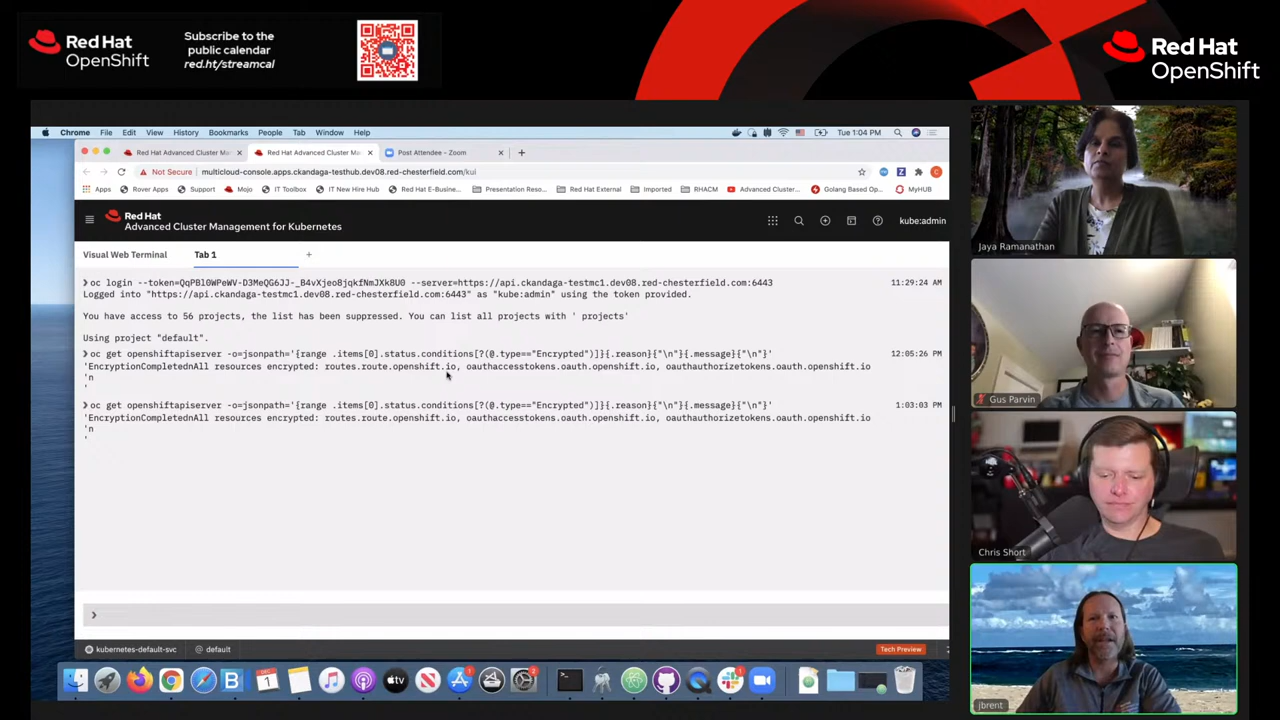 Red Hat
OpenShift
Subscribe to the
public calendar
red.ht/streamcal
Red Hat
OpenShift
Chrome File Edit View History Bookmarks People Tab Window Help
Tue 1:04 PM
Red Hat Advanced Cluster Ma
Red Hat Advanced Cluster Ma
Post Attendee - Zoom
Not Secure multicloud-console.apps.ckandaga-testhub.dev08.red-chesterfield.com/kui
Apps Rover Apps Support Mojo IT Toolbox IT New Hire Hub Red Hat E-Busine... Presentation Reso... Red Hat External Imported RHACM Advanced Cluster... Golang Based Op... MyHUB
Red Hat
Advanced Cluster Management for Kubernetes
kube:admin
Visual Web Terminal Tab 1
oc login --token=QqPBl0WPeWV-D3MeQG6JJ-_B4vXjeo8jqkfNmJXk8U0 --server=https://api.ckandaga-testmc1.dev08.red-chesterfield.com:6443 11:29:24 AM
Logged into "https://api.ckandaga-testmc1.dev08.red-chesterfield.com:6443" as "kube:admin" using the token provided.
You have access to 56 projects, the list has been suppressed. You can list all projects with ' projects'
Using project "default".
oc get openshiftapiserver -o=jsonpath='{range .items[0].status.conditions[?(@.type=="Encrypted")]}{.reason}{"\n"}{.message}{"\n"}' 12:05:26 PM
'EncryptionCompletednAll resources encrypted: routes.route.openshift.io, oauthaccesstokens.oauth.openshift.io, oauthauthorizetokens.oauth.openshift.io
'n
'
oc get openshiftapiserver -o=jsonpath='{range .items[0].status.conditions[?(@.type=="Encrypted")]}{.reason}{"\n"}{.message}{"\n"}' 1:03:03 PM
'EncryptionCompletednAll resources encrypted: routes.route.openshift.io, oauthaccesstokens.oauth.openshift.io, oauthauthorizetokens.oauth.openshift.io
'n
'
kubernetes-default-svc @ default
Tech Preview
Jaya Ramanathan
Gus Parvin
Chris Short
jbrent